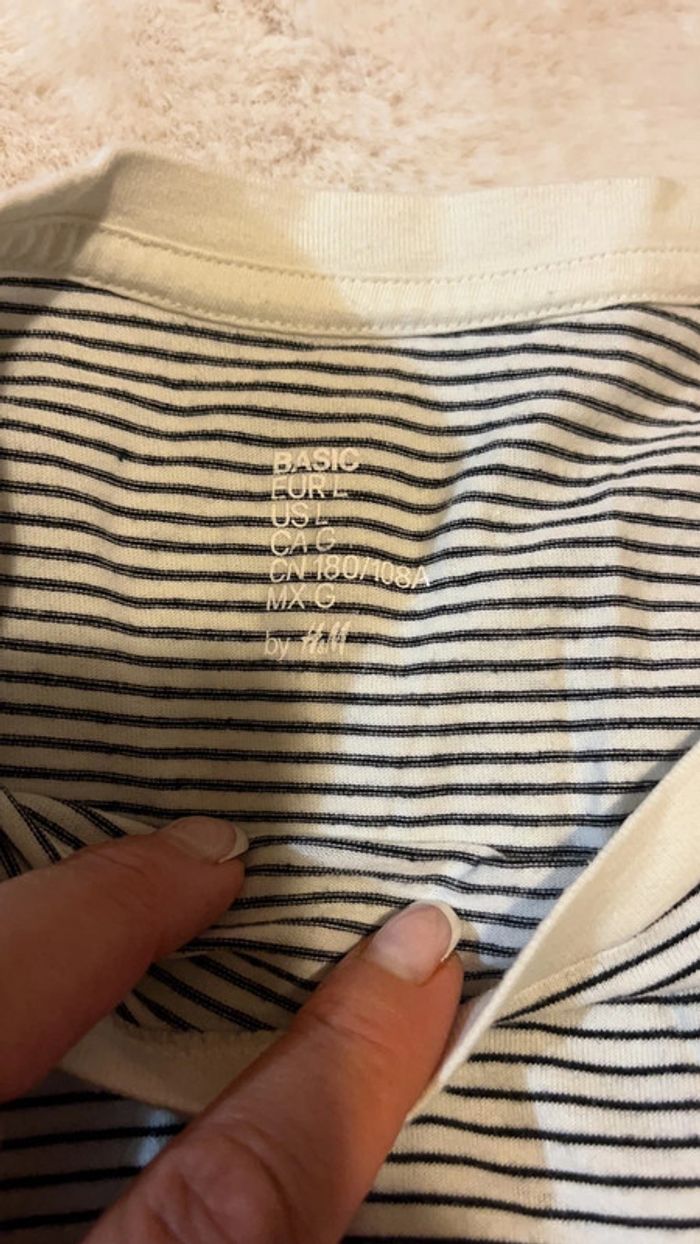 BASIC
EUR L
US L
CA G
CN 180/108A
MX G
by H&M